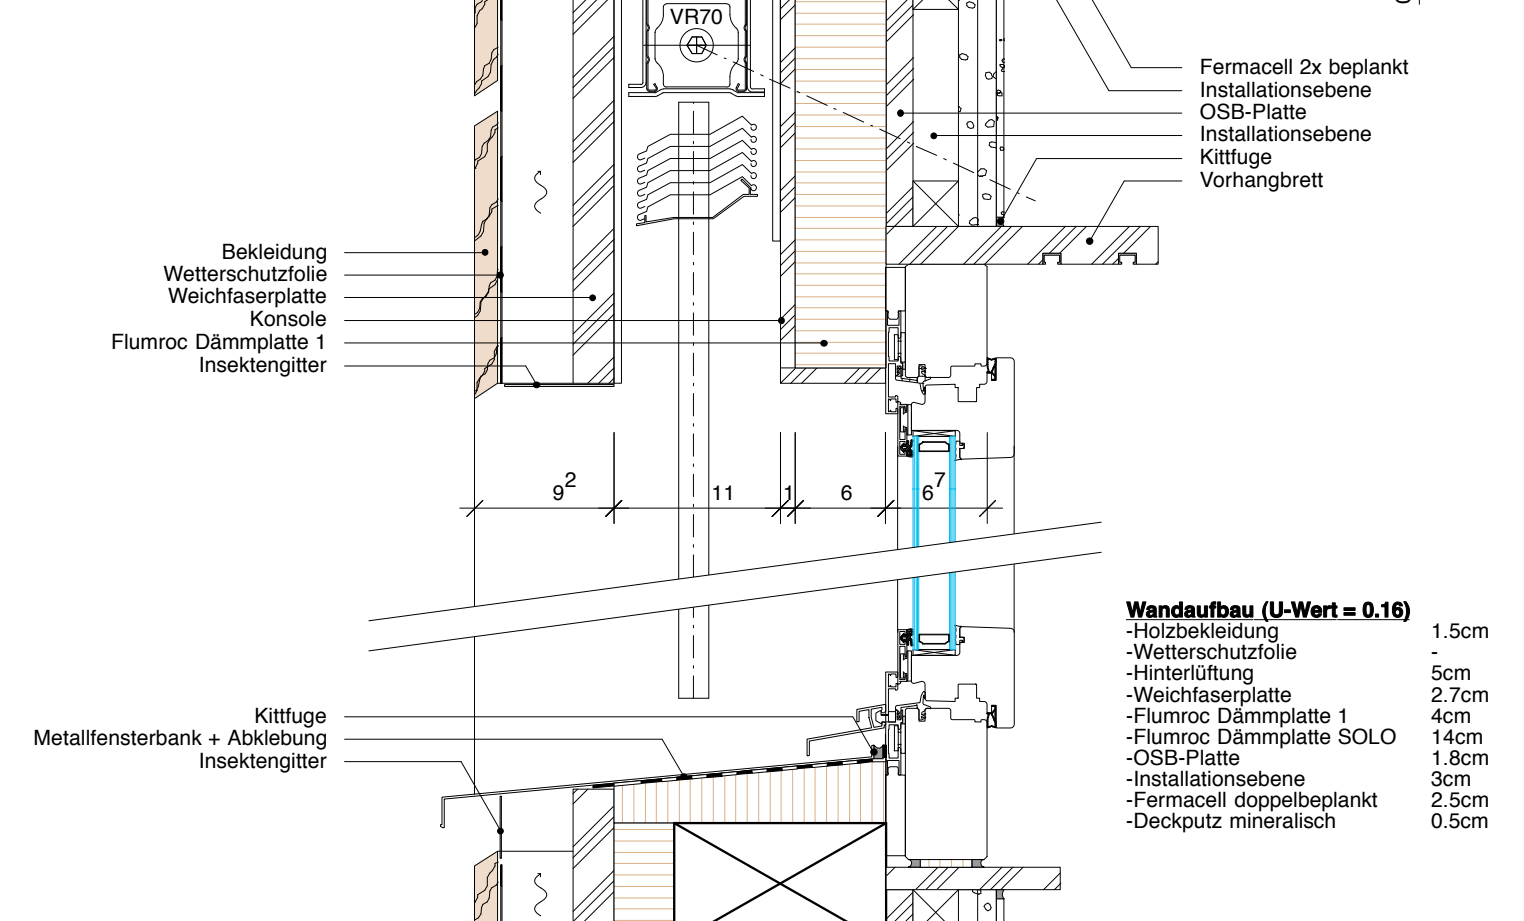 VR70
Fermacell 2x beplankt
Installationsebene
OSB-Platte
Installationsebene
Kittfuge
Vorhangbrett
Bekleidung
Wetterschutzfolie
Weichfaserplatte
Konsole
Flumroc Dämmplatte 1
Insektengitter
9² 11 1 6 6⁷
Wandaufbau (U-Wert = 0.16)
-Holzbekleidung 1.5cm
-Wetterschutzfolie -
-Hinterlüftung 5cm
-Weichfaserplatte 2.7cm
-Flumroc Dämmplatte 1 4cm
-Flumroc Dämmplatte SOLO 14cm
-OSB-Platte 1.8cm
-Installationsebene 3cm
-Fermacell doppelbeplankt 2.5cm
-Deckputz mineralisch 0.5cm
Kittfuge
Metallfensterbank + Abklebung
Insektengitter